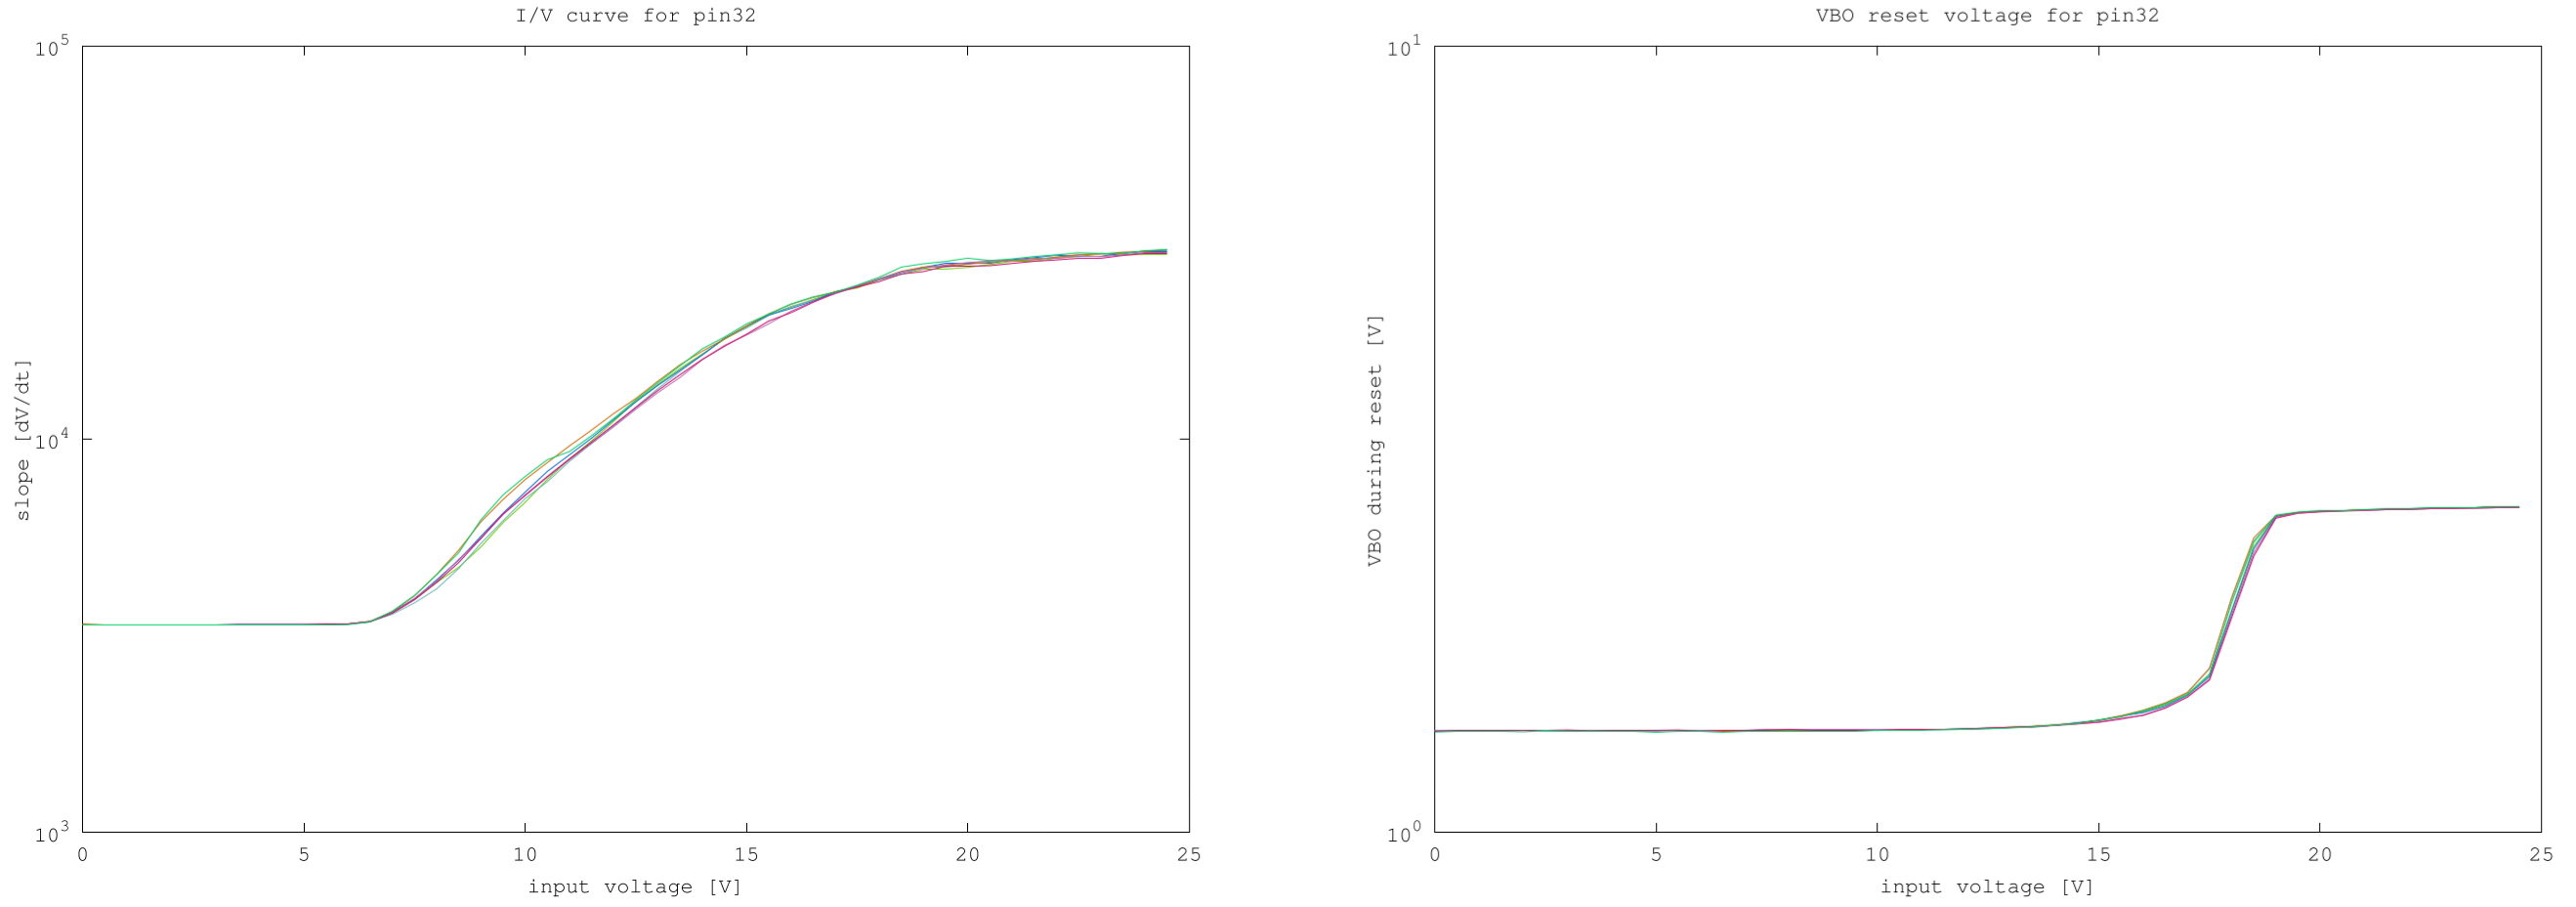 I/V curve for pin32
10^5
10^4
10^3
slope [dV/dt]
0 5 10 15 20 25
input voltage [V]
VBO reset voltage for pin32
10^1
10^0
VBO during reset [V]
0 5 10 15 20 25
input voltage [V]